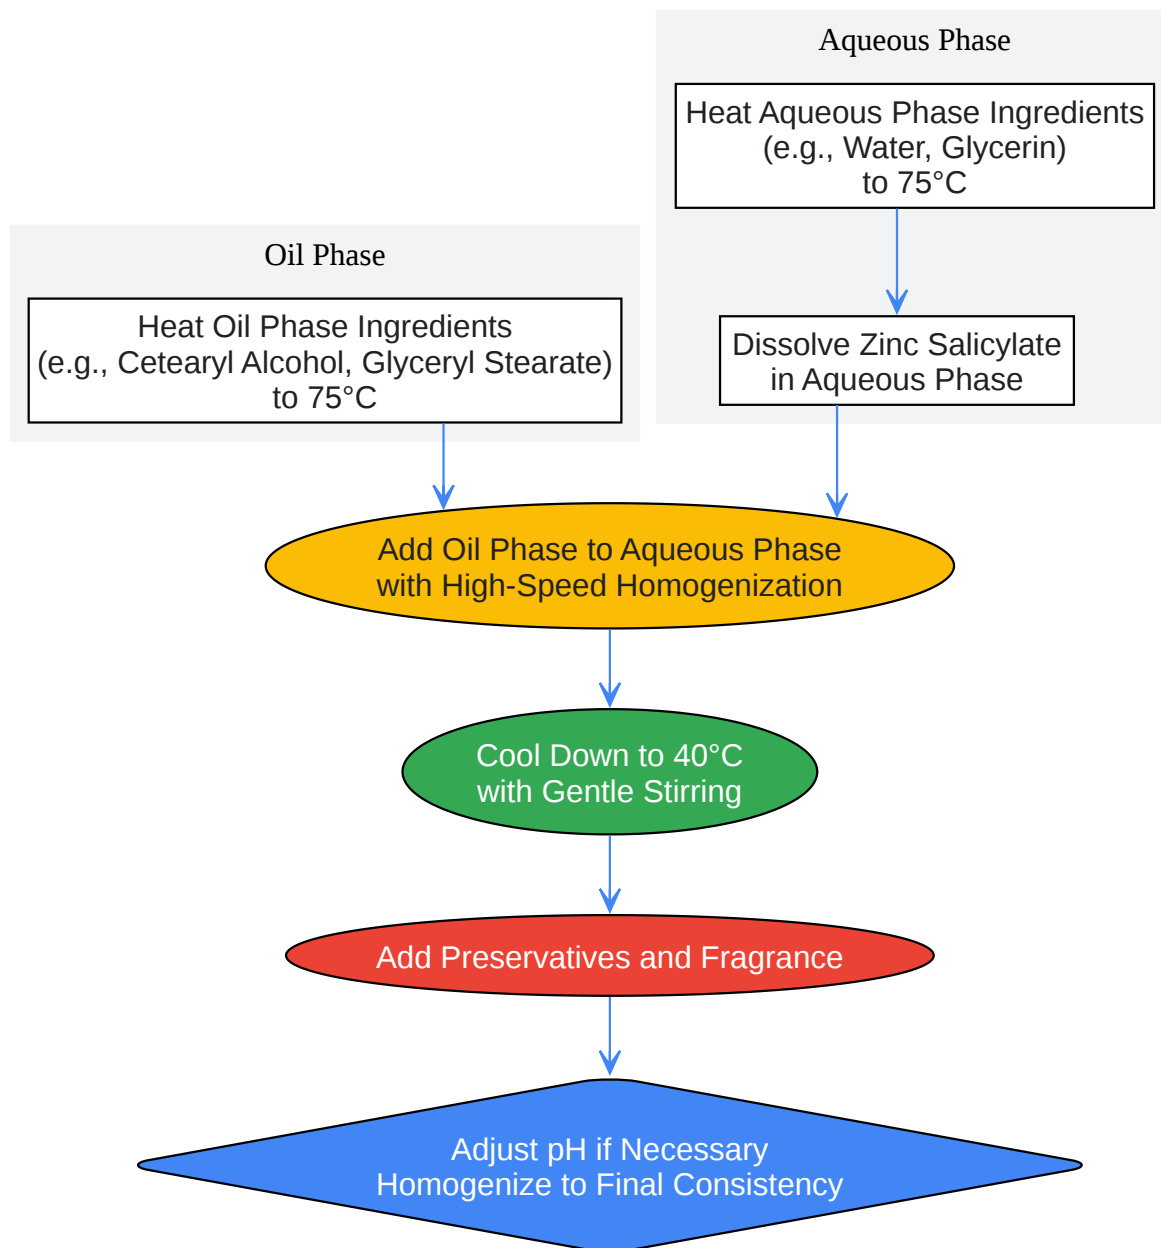 Aqueous Phase
Heat Aqueous Phase Ingredients
(e.g., Water, Glycerin)
to 75°C
Oil Phase
Heat Oil Phase Ingredients
(e.g., Cetearyl Alcohol, Glyceryl Stearate)
to 75°C
Dissolve Zinc Salicylate
in Aqueous Phase
Add Oil Phase to Aqueous Phase
with High-Speed Homogenization
Cool Down to 40°C
with Gentle Stirring
Add Preservatives and Fragrance
Adjust pH if Necessary
Homogenize to Final Consistency